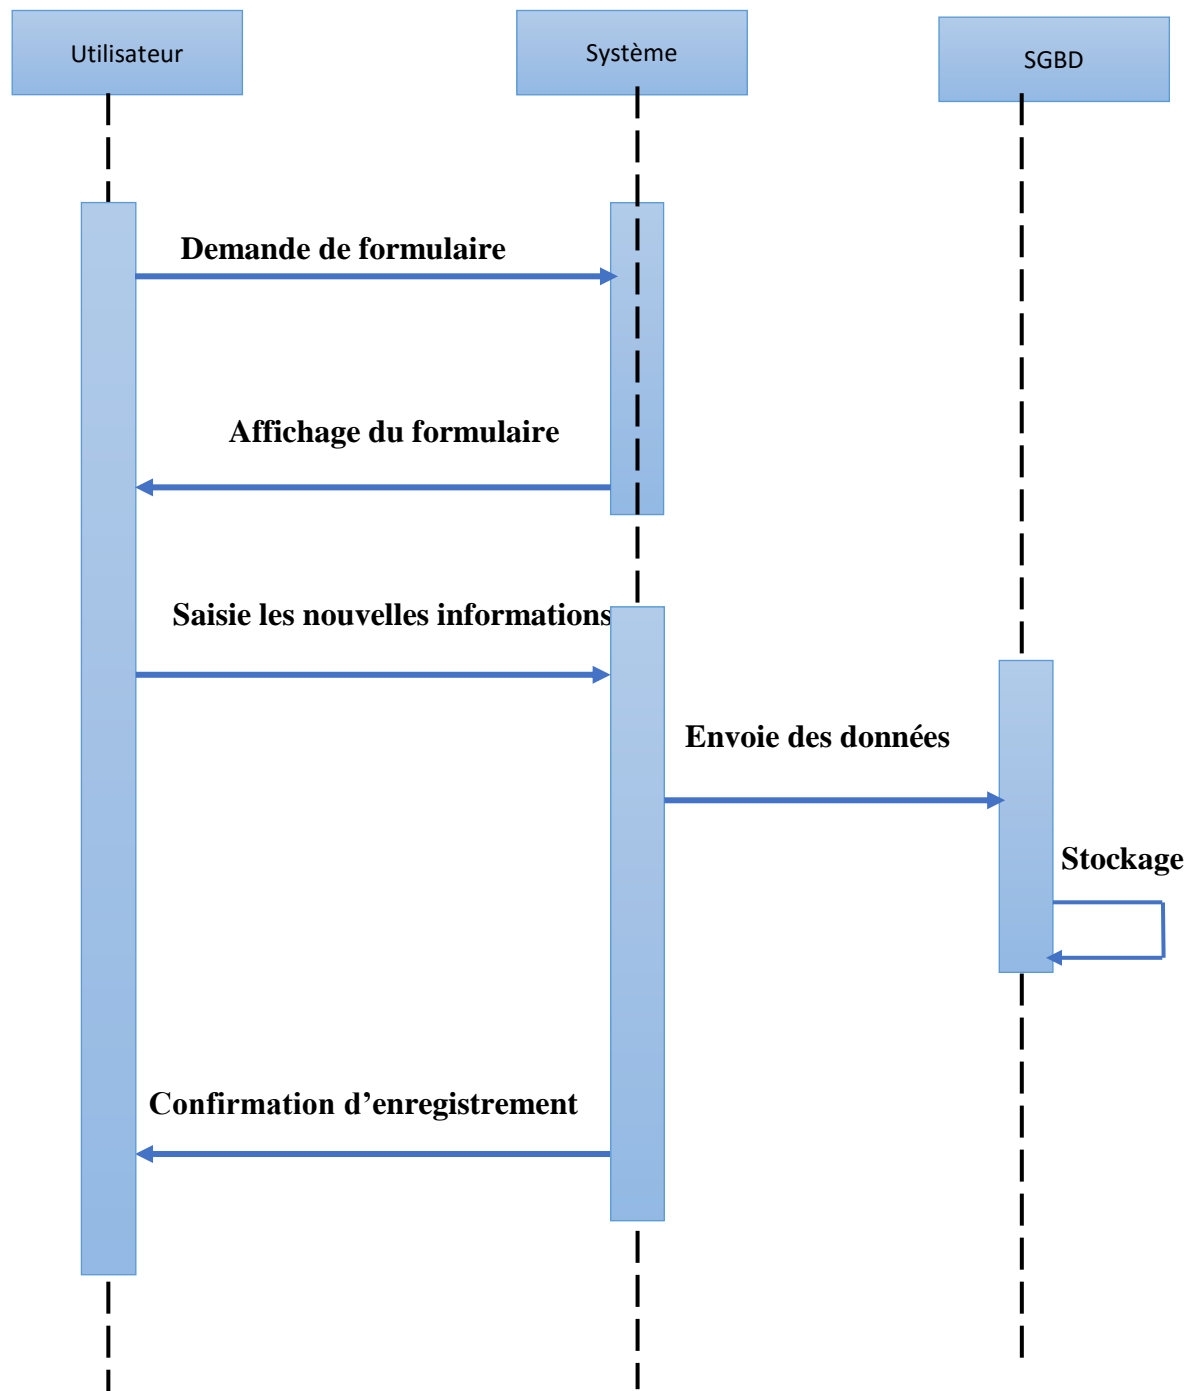 Utilisateur
Système
SGBD
Demande de formulaire
Affichage du formulaire
Saisie les nouvelles informations
Envoie des données
Stockage
Confirmation d’enregistrement